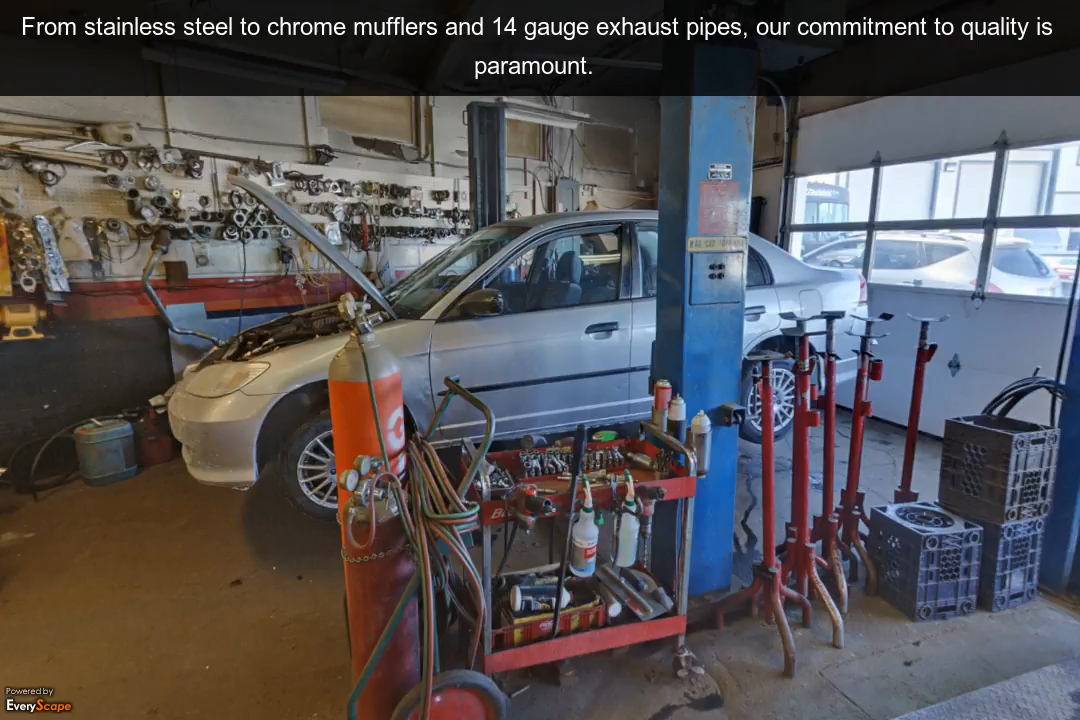 From stainless steel to chrome mufflers and 14 gauge exhaust pipes, our commitment to quality is
paramount.
Powered by
EveryScape